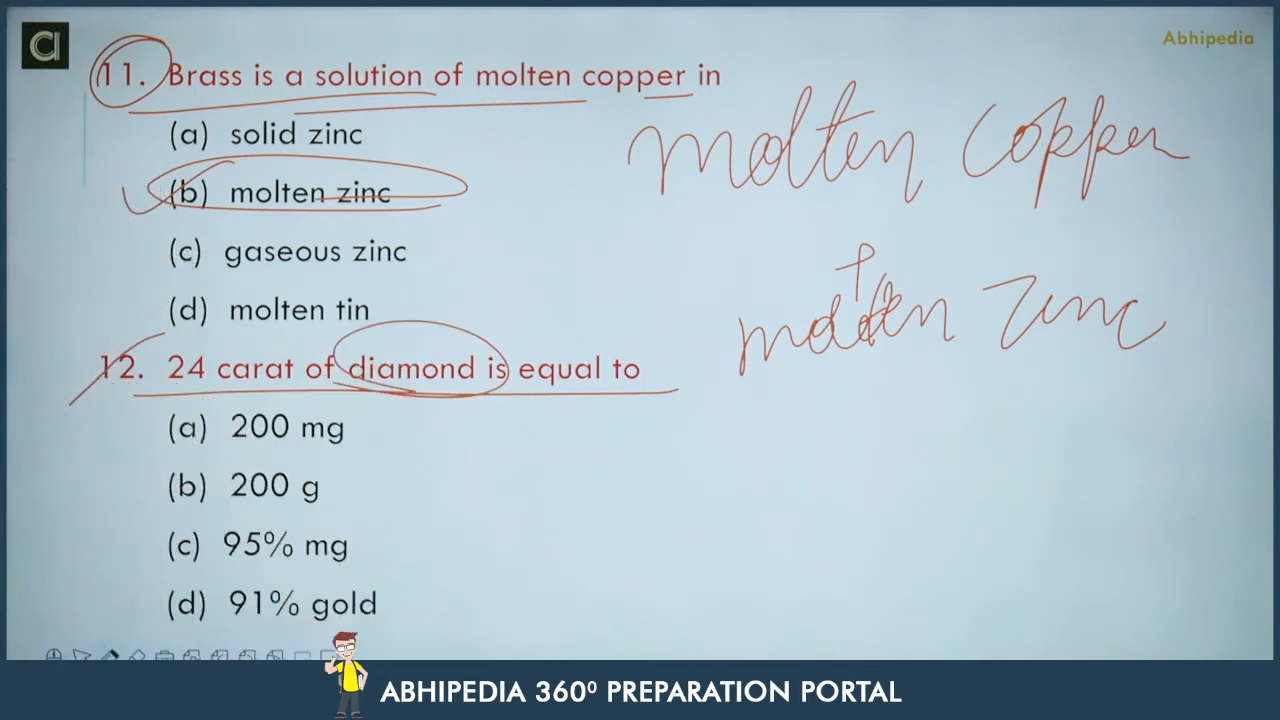 Abhipedia
11. Brass is a solution of molten copper in
(a) solid zinc
(b) molten zinc
(c) gaseous zinc
(d) molten tin
molten copper
+
molten zinc
12. 24 carat of diamond is equal to
(a) 200 mg
(b) 200 g
(c) 95% mg
(d) 91% gold
ABHIPEDIA 360⁰ PREPARATION PORTAL